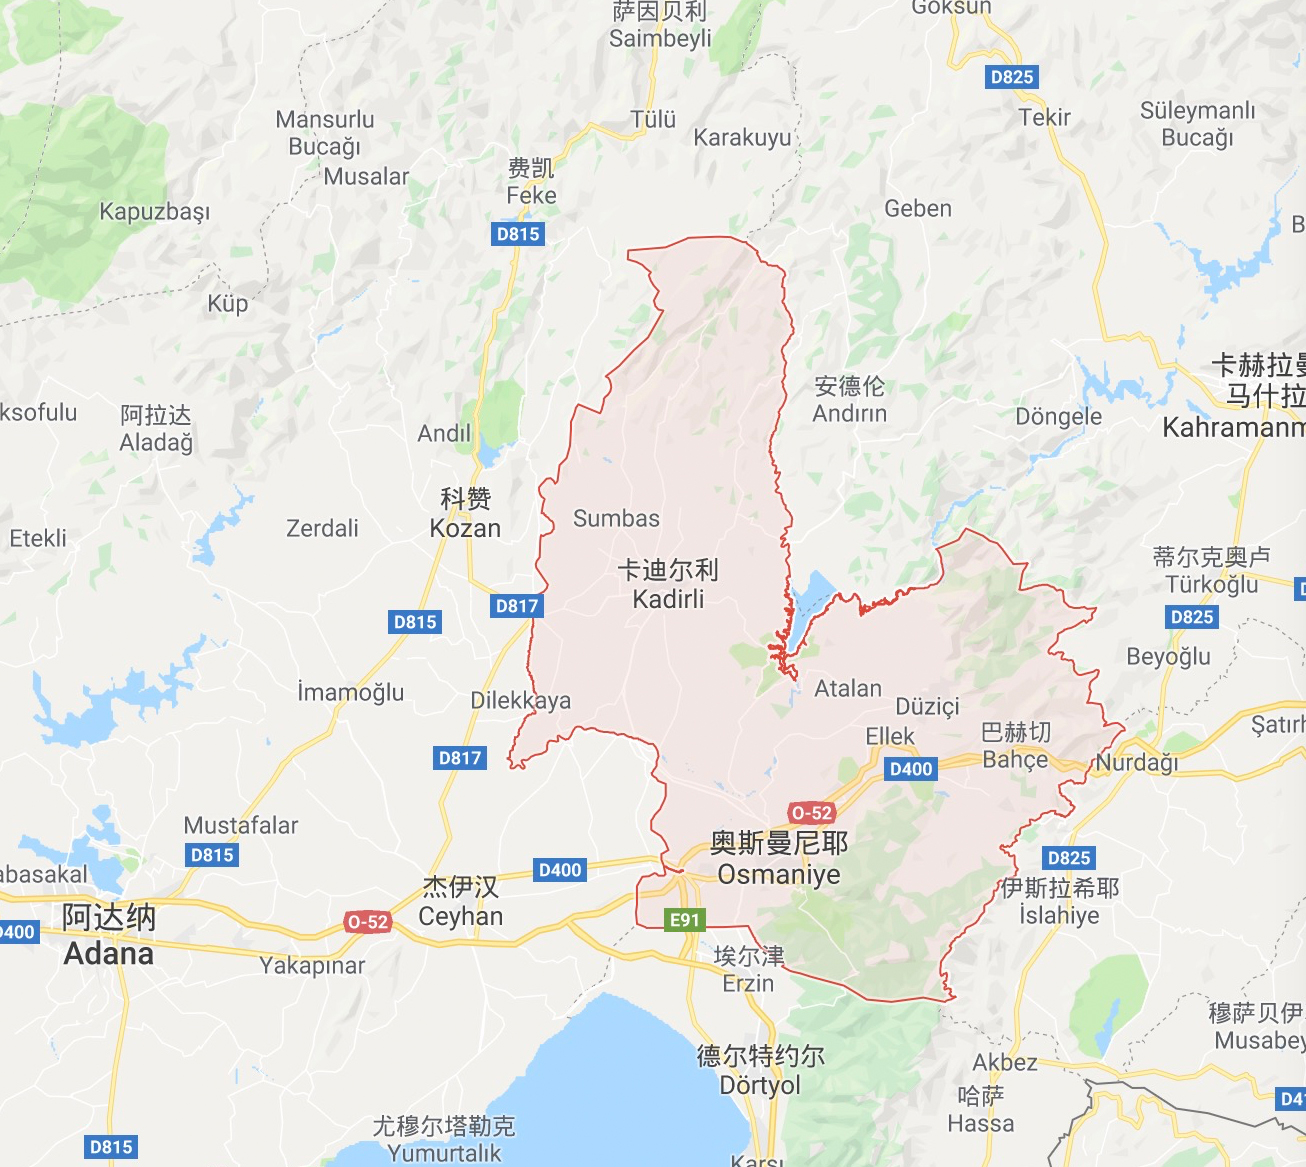 萨因贝利
Saimbeyli
Göksun
D825
Tekir
Süleymanlı
Bucağı
Mansurlu
Bucağı
Musalar
Tülü
Karakuyu
费凯
Feke
D815
Kapuzbaşı
Geben
B
Küp
卡赫拉曼
马什拉
Kahramanm
安德伦
Andırın
Döngele
ksofulu
阿拉达
Aladağ
Andıl
科赞
Kozan
Zerdali
Etekli
Sumbas
卡迪尔利
Kadirli
蒂尔克奥卢
Türkoğlu
D817
D815
D825
Beyoğlu
İmamoğlu
Dilekkaya
Atalan
Düziçi
Ellek
巴赫切
Bahçe
Şatırh
Nurdağı
D817
D400
O-52
Mustafalar
D815
奥斯曼尼耶
Osmaniye
D825
D400
abasakal
杰伊汉
Ceyhan
伊斯拉希耶
İslahiye
阿达纳
Adana
D400
O-52
E91
Yakapınar
埃尔津
Erzin
穆萨贝伊
Musabey
德尔特约尔
Dörtyol
Akbez
哈萨
Hassa
D41
尤穆尔塔勒克
Yumurtalık
D815
Karsı